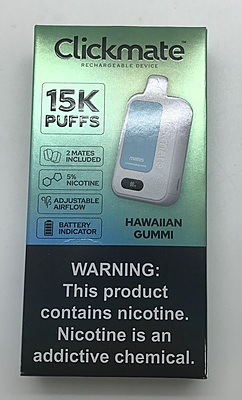 Clickmate™
RECHARGEABLE DEVICE
15K
PUFFS
2 MATES
INCLUDED
5%
NICOTINE
ADJUSTABLE
AIRFLOW
BATTERY
INDICATOR
HAWAIIAN
GUMMI
WARNING:
This product
contains nicotine.
Nicotine is an
addictive chemical.